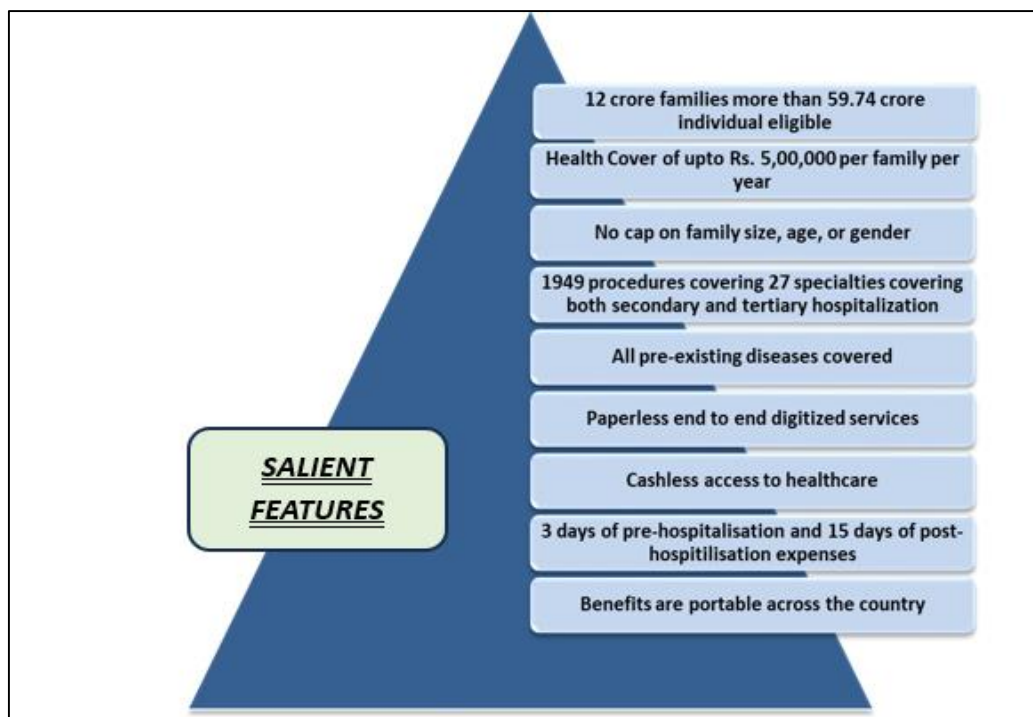 12 crore families more than 59.74 crore
individual eligible
Health Cover of upto Rs. 5,00,000 per family per
year
No cap on family size, age, or gender
1949 procedures covering 27 specialties covering
both secondary and tertiary hospitalization
All pre-existing diseases covered
Paperless end to end digitized services
SALIENT
FEATURES
Cashless access to healthcare
3 days of pre-hospitalisation and 15 days of post-
hospitilisation expenses
Benefits are portable across the country